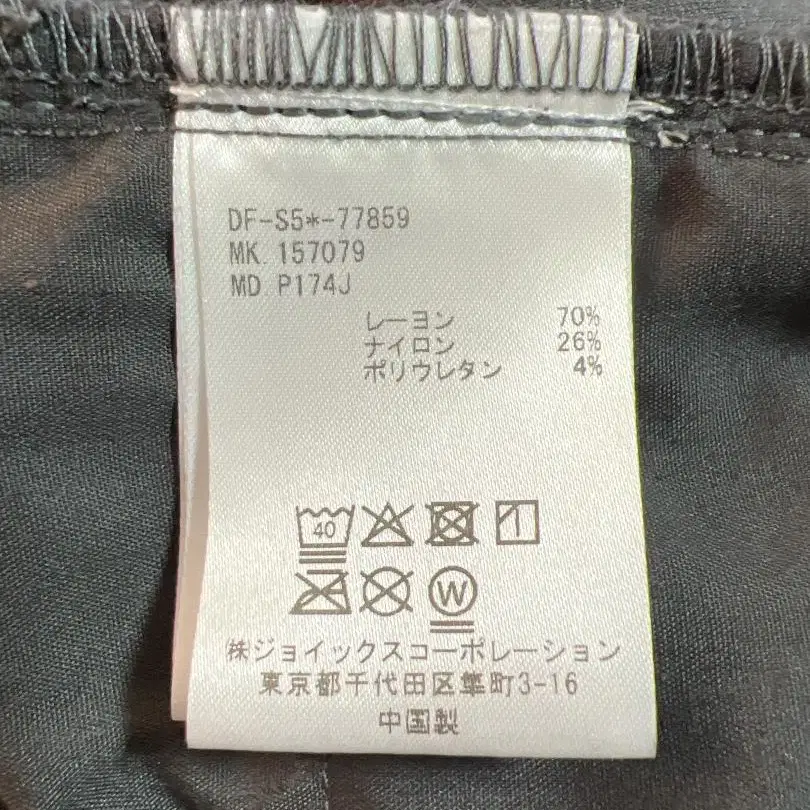 DF-S5*-77859
MK. 157079
MD. P174J
レーヨン 70%
ナイロン 26%
ポリウレタン 4%
40
W
㈱ジョイックスコーポレーション
東京都千代田区隼町3-16
中国製